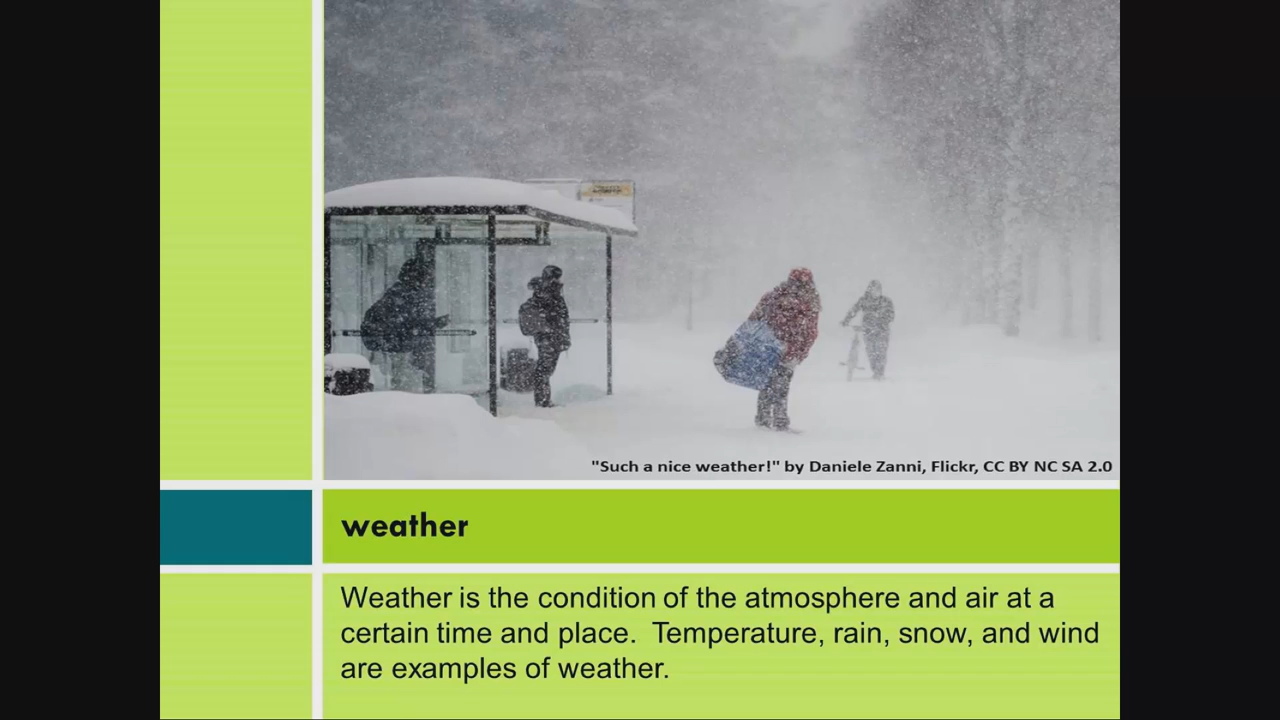 "Such a nice weather!" by Daniele Zanni, Flickr, CC BY NC SA 2.0
weather
Weather is the condition of the atmosphere and air at a
certain time and place.  Temperature, rain, snow, and wind
are examples of weather.